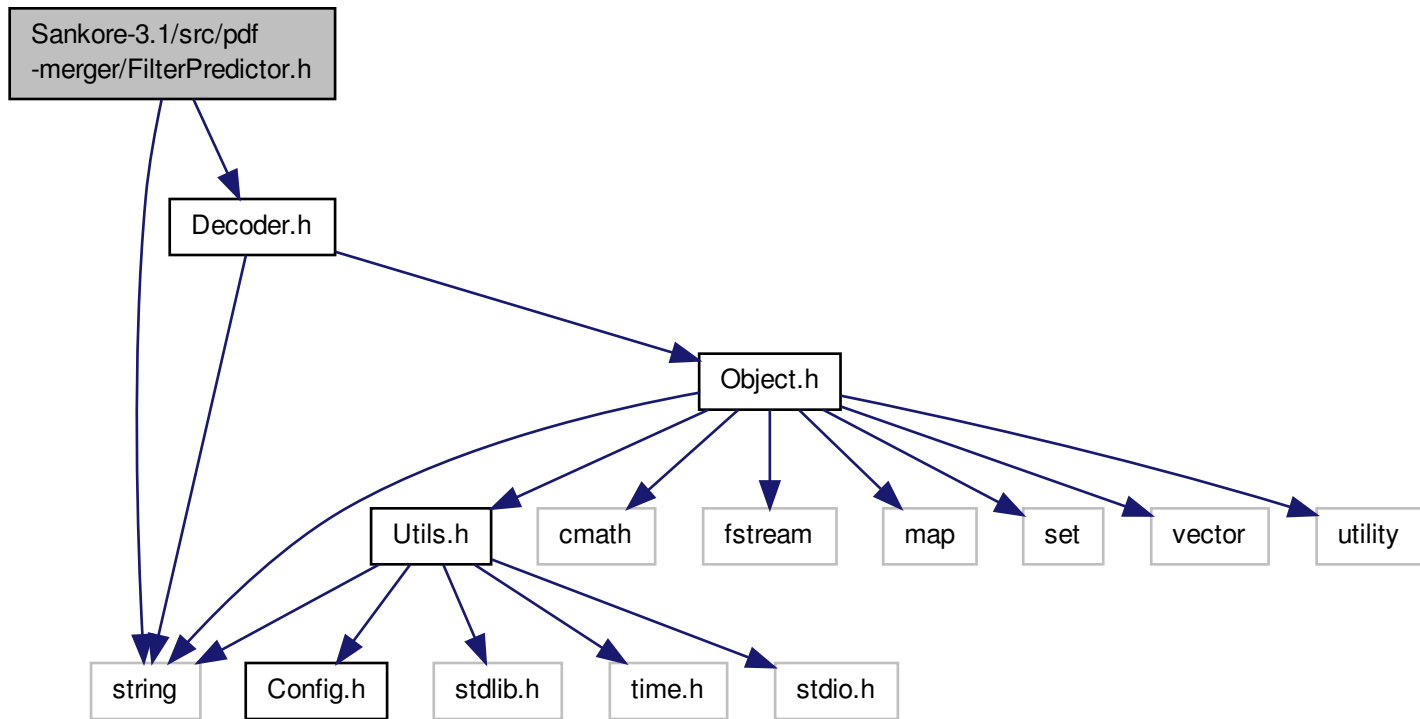 Sankore-3.1/src/pdf
-merger/FilterPredictor.h
Decoder.h
Object.h
Utils.h
cmath
fstream
map
set
vector
utility
string
Config.h
stdlib.h
time.h
stdio.h